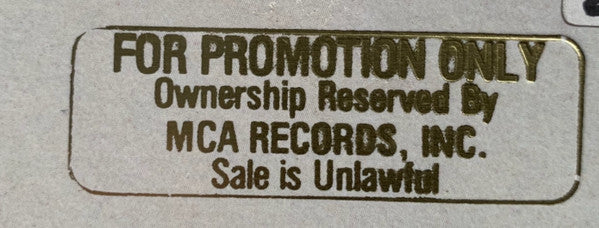 FOR PROMOTION ONLY
Ownership Reserved By
MCA RECORDS, INC.
Sale is Unlawful